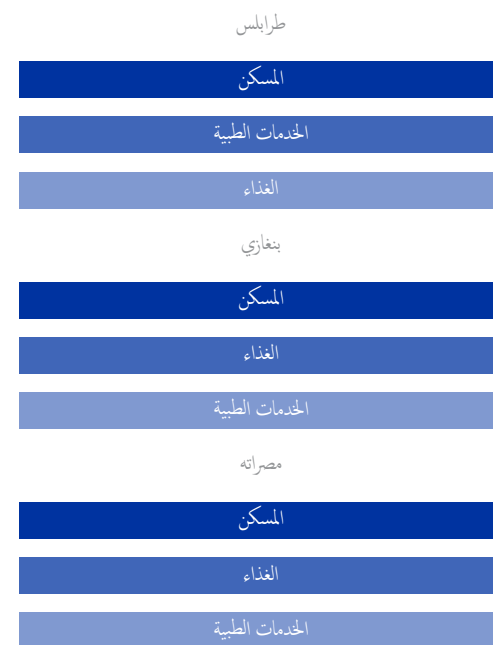 طرابلس
المسكن
الخدمات الطبية
الغذاء
بنغازي
المسكن
الغذاء
الخدمات الطبية
مصراته
المسكن
الغذاء
الخدمات الطبية